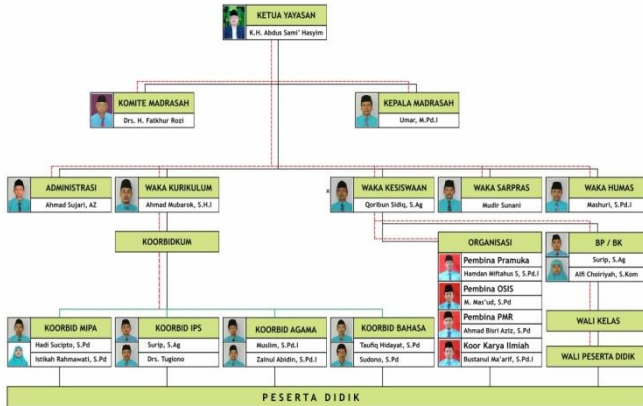 KETUA YAYASAN
K.H. Abdus Sami' Hasyim
KOMITE MADRASAH
Drs. H. Fatkhur Rozi
KEPALA MADRASAH
Umar, M.Pd.I
ADMINISTRASI
Ahmad Sujari, AZ
WAKA KURIKULUM
Ahmad Mubarok, S.H.I
WAKA KESISWAAN
Qoribun Sidiq, S.Ag
WAKA SARPRAS
Mudir Sunani
WAKA HUMAS
Mashuri, S.Pd.I
KOORBIDKUM
ORGANISASI
Pembina Pramuka
Hamdan Miftahus S, S.Pd.I
Pembina OSIS
M. Mas'ud, S.Pd
Pembina PMR
Ahmad Bisri Aziz, S.Pd
Koor Karya Ilmiah
Bustanul Ma'arif, S.Pd.I
BP / BK
Surip, S.Ag
Alfi Choiriyah, S.Kom
WALI KELAS
WALI PESERTA DIDIK
KOORBID MIPA
Hadi Sucipto, S.Pd
Istikah Rahmawati, S.Pd
KOORBID IPS
Surip, S.Ag
Drs. Tugiono
KOORBID AGAMA
Muslim, S.Pd.I
Zainul Abidin, S.Pd.I
KOORBID BAHASA
Taufiq Hidayat, S.Pd
Sudono, S.Pd
PESERTA DIDIK